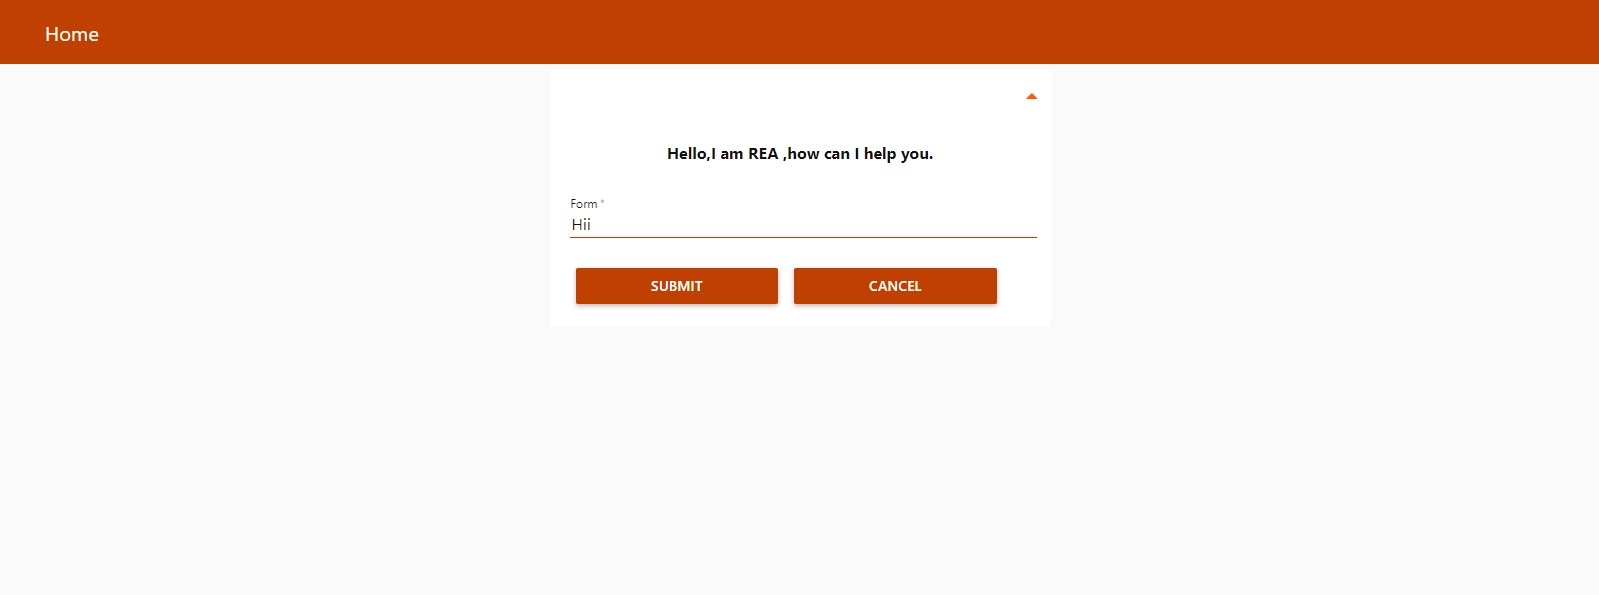 Home
Hello,I am REA ,how can I help you.
Form *
Hii
SUBMIT CANCEL